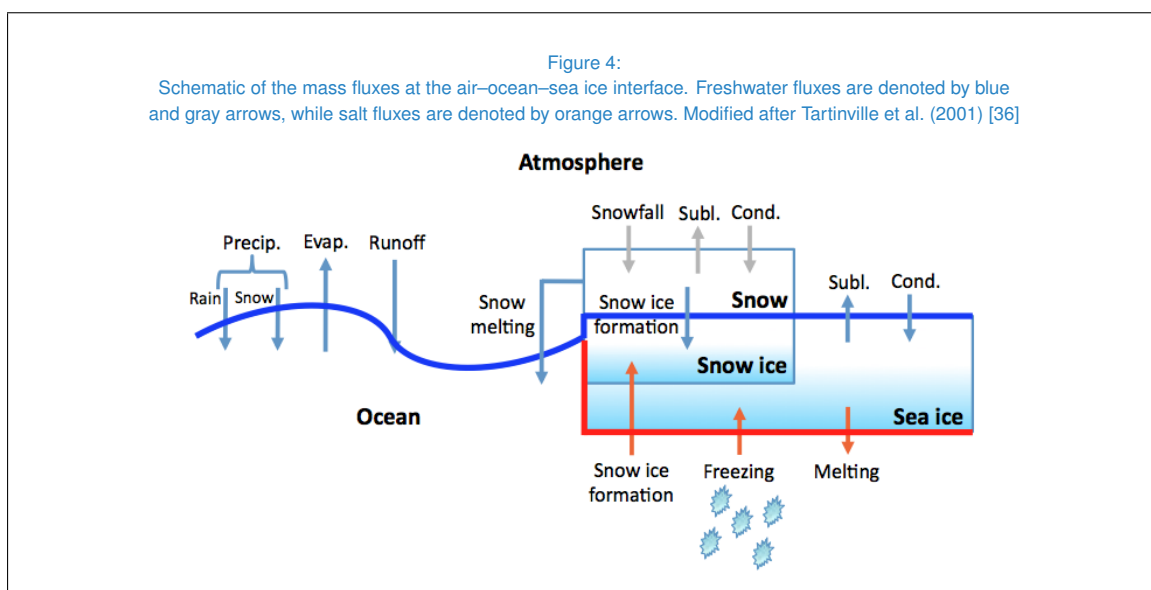 Figure 4:
Schematic of the mass fluxes at the air–ocean–sea ice interface. Freshwater fluxes are denoted by blue
and gray arrows, while salt fluxes are denoted by orange arrows. Modified after Tartinville et al. (2001) [36]
Atmosphere
Precip. Evap. Runoff Snowfall Subl. Cond.
Rain Snow
Snow
melting
Snow ice
formation
Snow
Subl. Cond.
Snow ice
Ocean
Sea ice
Snow ice
formation
Freezing
Melting